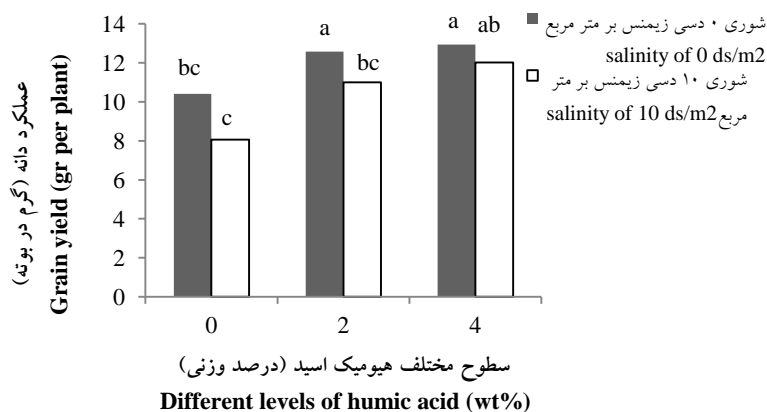 عملکرد دانه (گرم در بوته)
Grain yield (gr per plant)
14
12
10
8
6
4
2
0
bc
c
a
bc
a
ab
0 2 4
سطوح مختلف هیومیک اسید (درصد وزنی)
Different levels of humic acid (wt%)
شوری ۰ دسی زیمنس بر متر مربع
salinity of 0 ds/m2
شوری ۱۰ دسی زیمنس بر متر
مربع salinity of 10 ds/m2